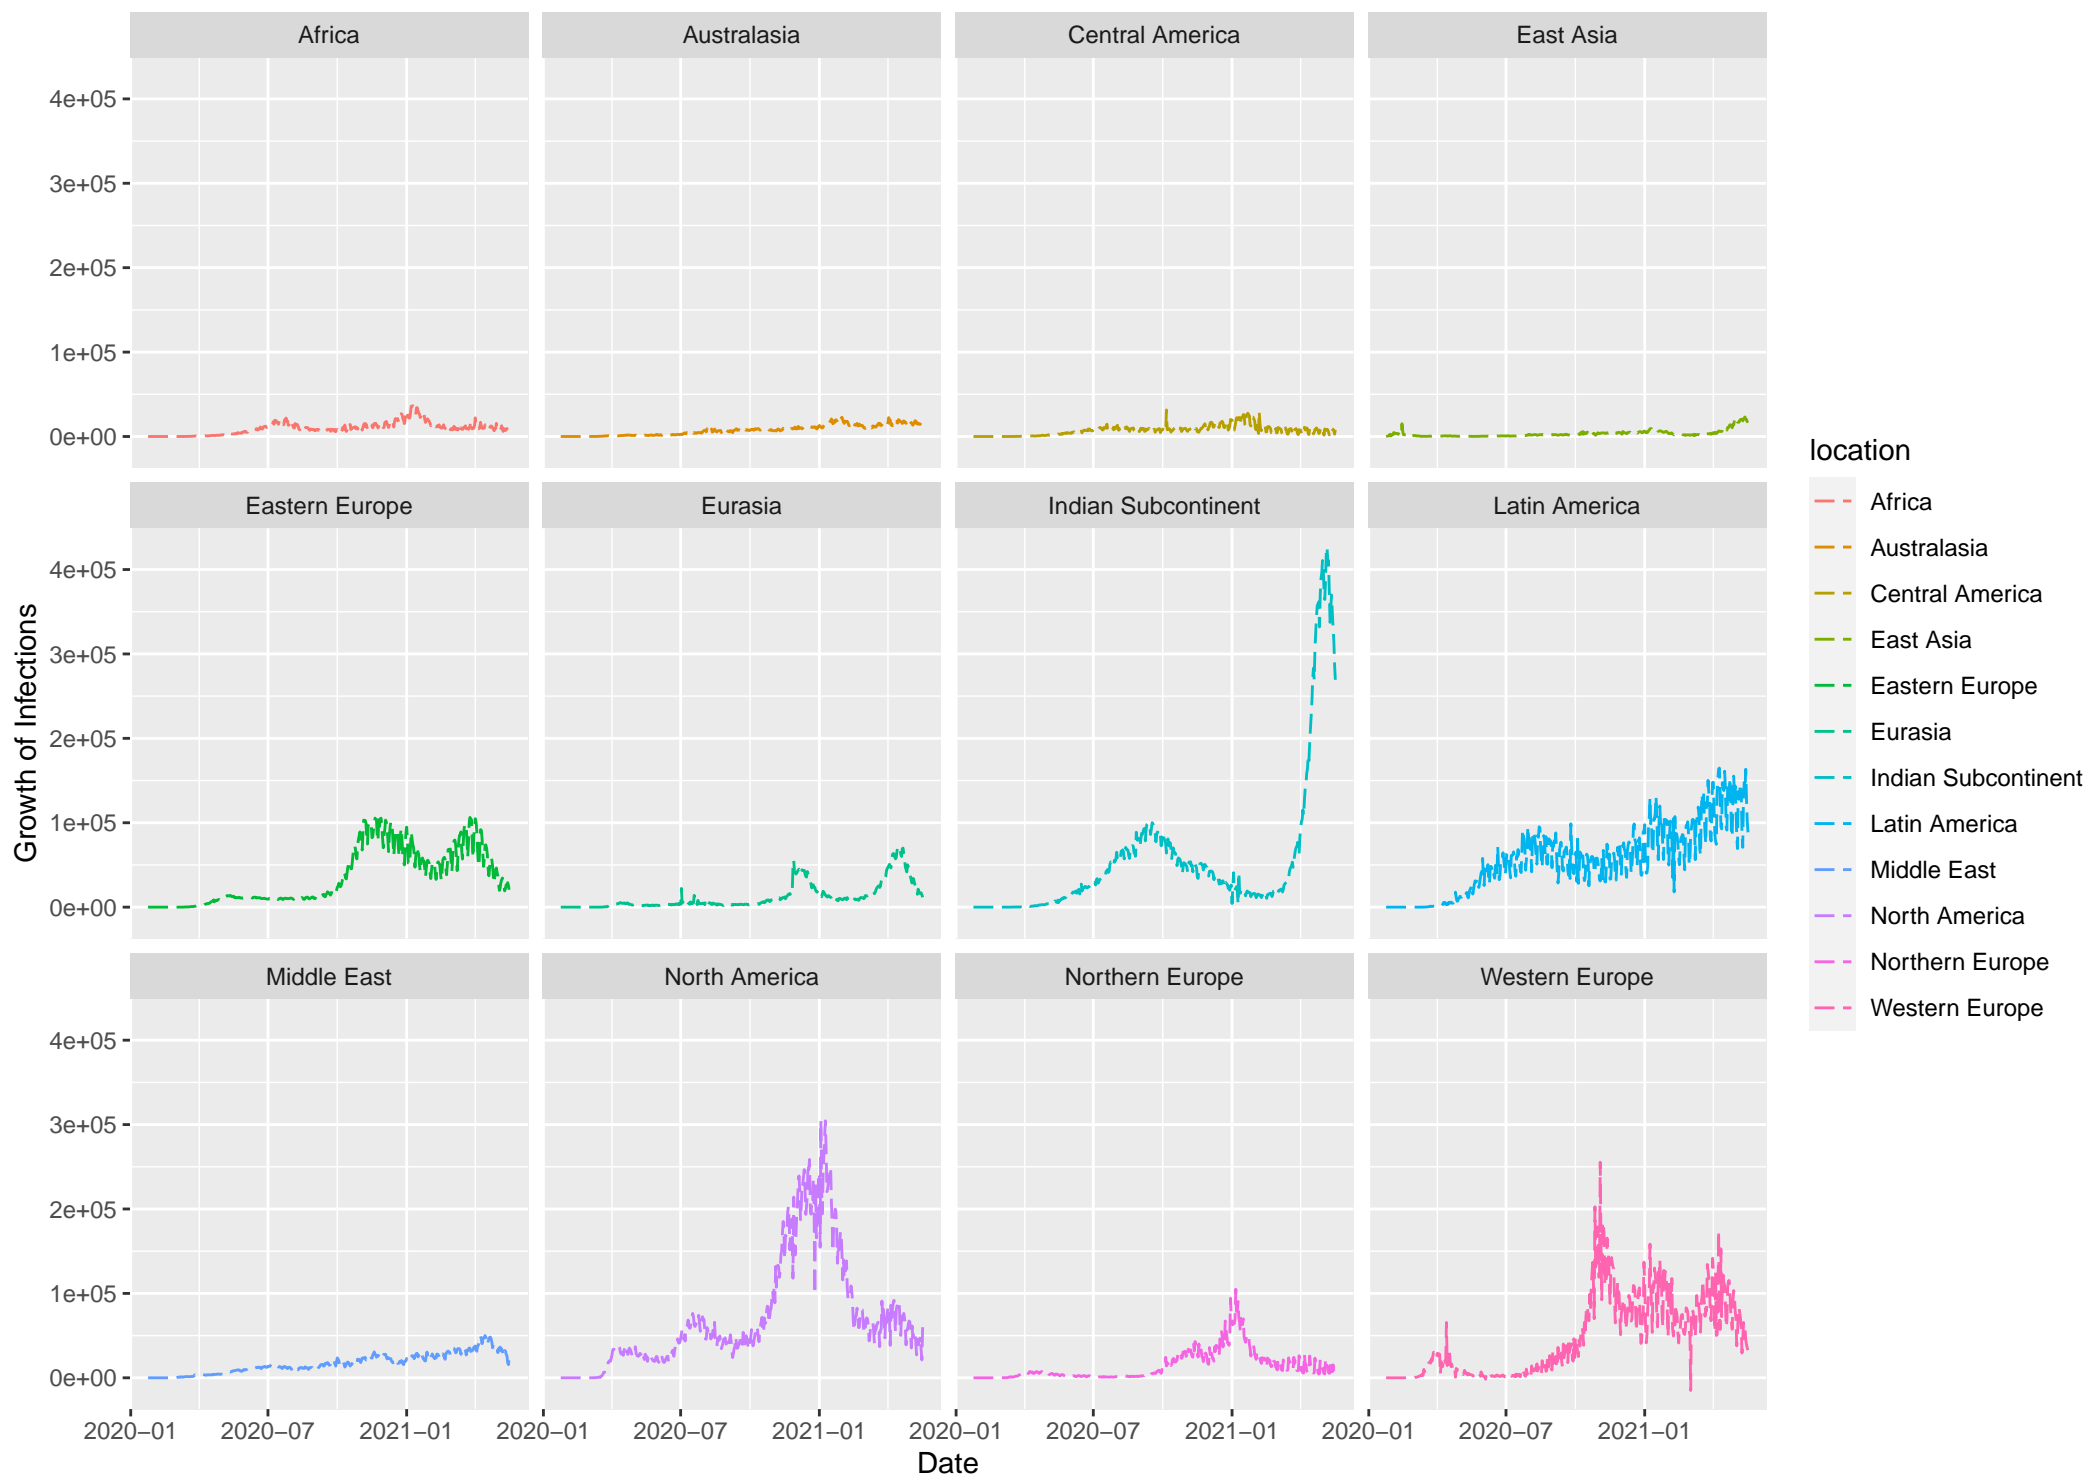 Africa
Australasia
Central America
East Asia
4e+05
3e+05
2e+05
1e+05
0e+00
Eastern Europe
Eurasia
Indian Subcontinent
Latin America
4e+05
3e+05
2e+05
1e+05
0e+00
Middle East
North America
Northern Europe
Western Europe
4e+05
3e+05
2e+05
1e+05
0e+00
2020−01
2020−07
2021−01
2020−01
2020−07
2021−01
2020−01
2020−07
2021−01
2020−01
2020−07
2021−01
Date
Growth of Infections
location
Africa
Australasia
Central America
East Asia
Eastern Europe
Eurasia
Indian Subcontinent
Latin America
Middle East
North America
Northern Europe
Western Europe